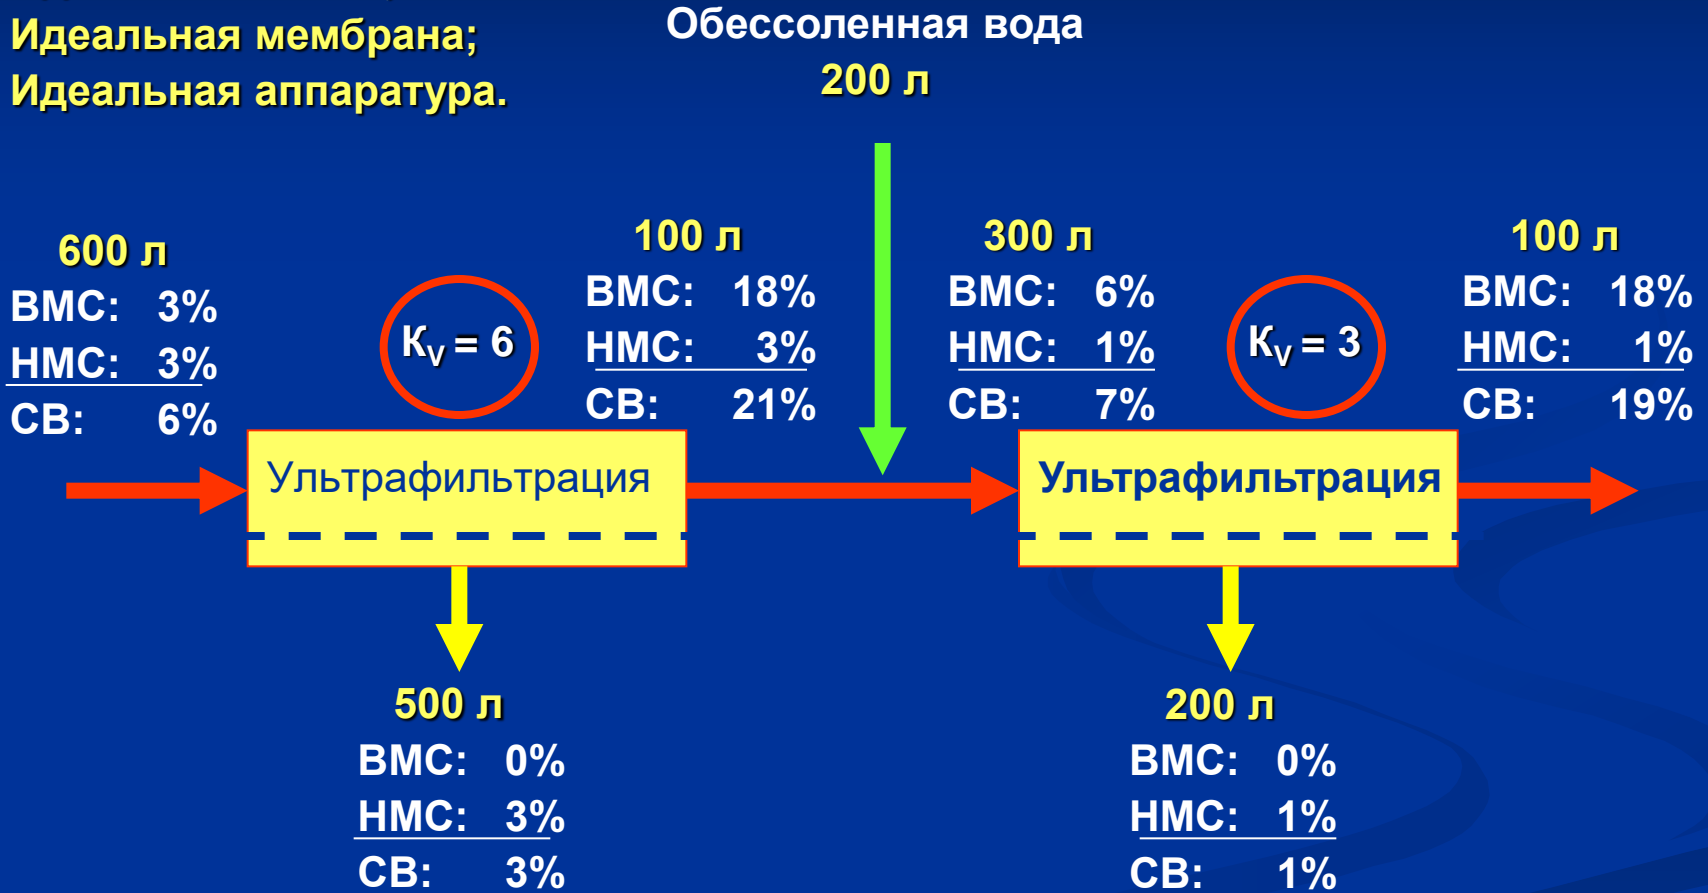 Идеальная мембрана;
Идеальная аппаратура.
Обессоленная вода
200 л
600 л
ВМС: 3%
НМС: 3%
СВ: 6%
Кv = 6
100 л
ВМС: 18%
НМС: 3%
СВ: 21%
300 л
ВМС: 6%
НМС: 1%
СВ: 7%
Кv = 3
100 л
ВМС: 18%
НМС: 1%
СВ: 19%
Ультрафильтрация
Ультрафильтрация
500 л
ВМС: 0%
НМС: 3%
СВ: 3%
200 л
ВМС: 0%
НМС: 1%
СВ: 1%